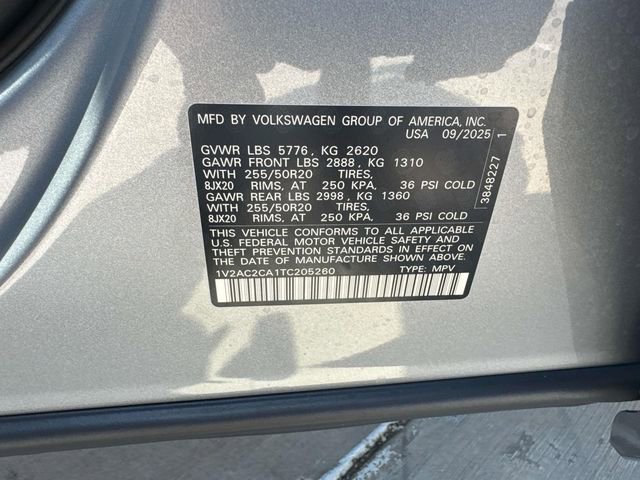 MFD BY VOLKSWAGEN GROUP OF AMERICA, INC.
USA 09/2025
GVWR LBS 5776, KG 2620
GAWR FRONT LBS 2888, KG 1310
WITH 255/50R20 TIRES,
8JX20 RIMS, AT 250 KPA, 36 PSI COLD
GAWR REAR LBS 2998, KG 1360
WITH 255/50R20 TIRES,
8JX20 RIMS, AT 250 KPA, 36 PSI COLD
THIS VEHICLE CONFORMS TO ALL APPLICABLE
U.S. FEDERAL MOTOR VEHICLE SAFETY AND
THEFT PREVENTION STANDARDS IN EFFECT ON
THE DATE OF MANUFACTURE SHOWN ABOVE.
1V2AC2CA1TC205260 TYPE: MPV
3848227 1